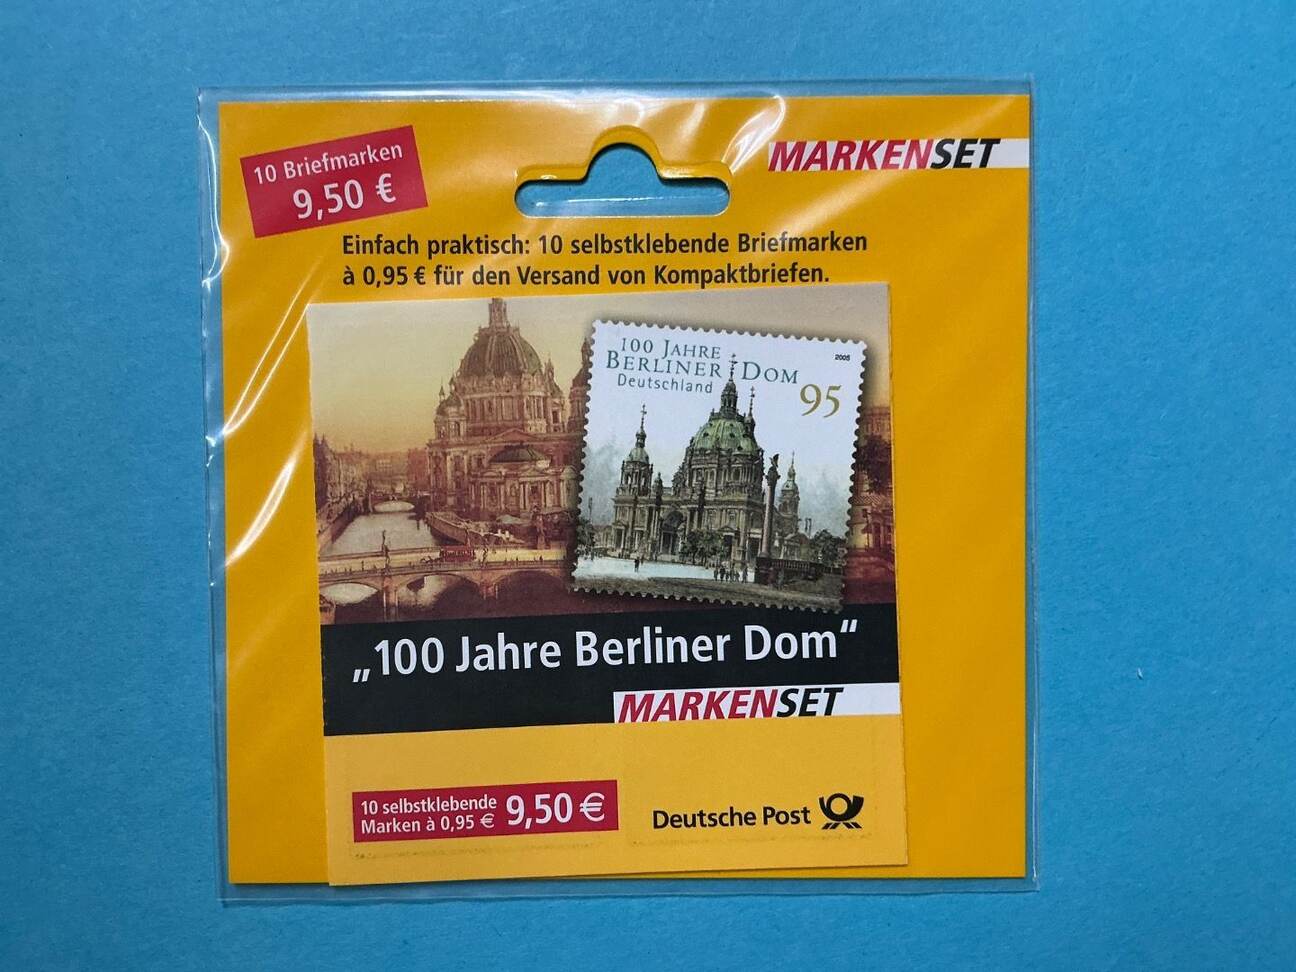 10 Briefmarken
9,50 €
MARKENSET
Einfach praktisch: 10 selbstklebende Briefmarken
à 0,95 € für den Versand von Kompaktbriefen.
100 JAHRE
BERLINER DOM
Deutschland
2005
95
„100 Jahre Berliner Dom“
MARKENSET
10 selbstklebende
Marken à 0,95 €
9,50 €
Deutsche Post